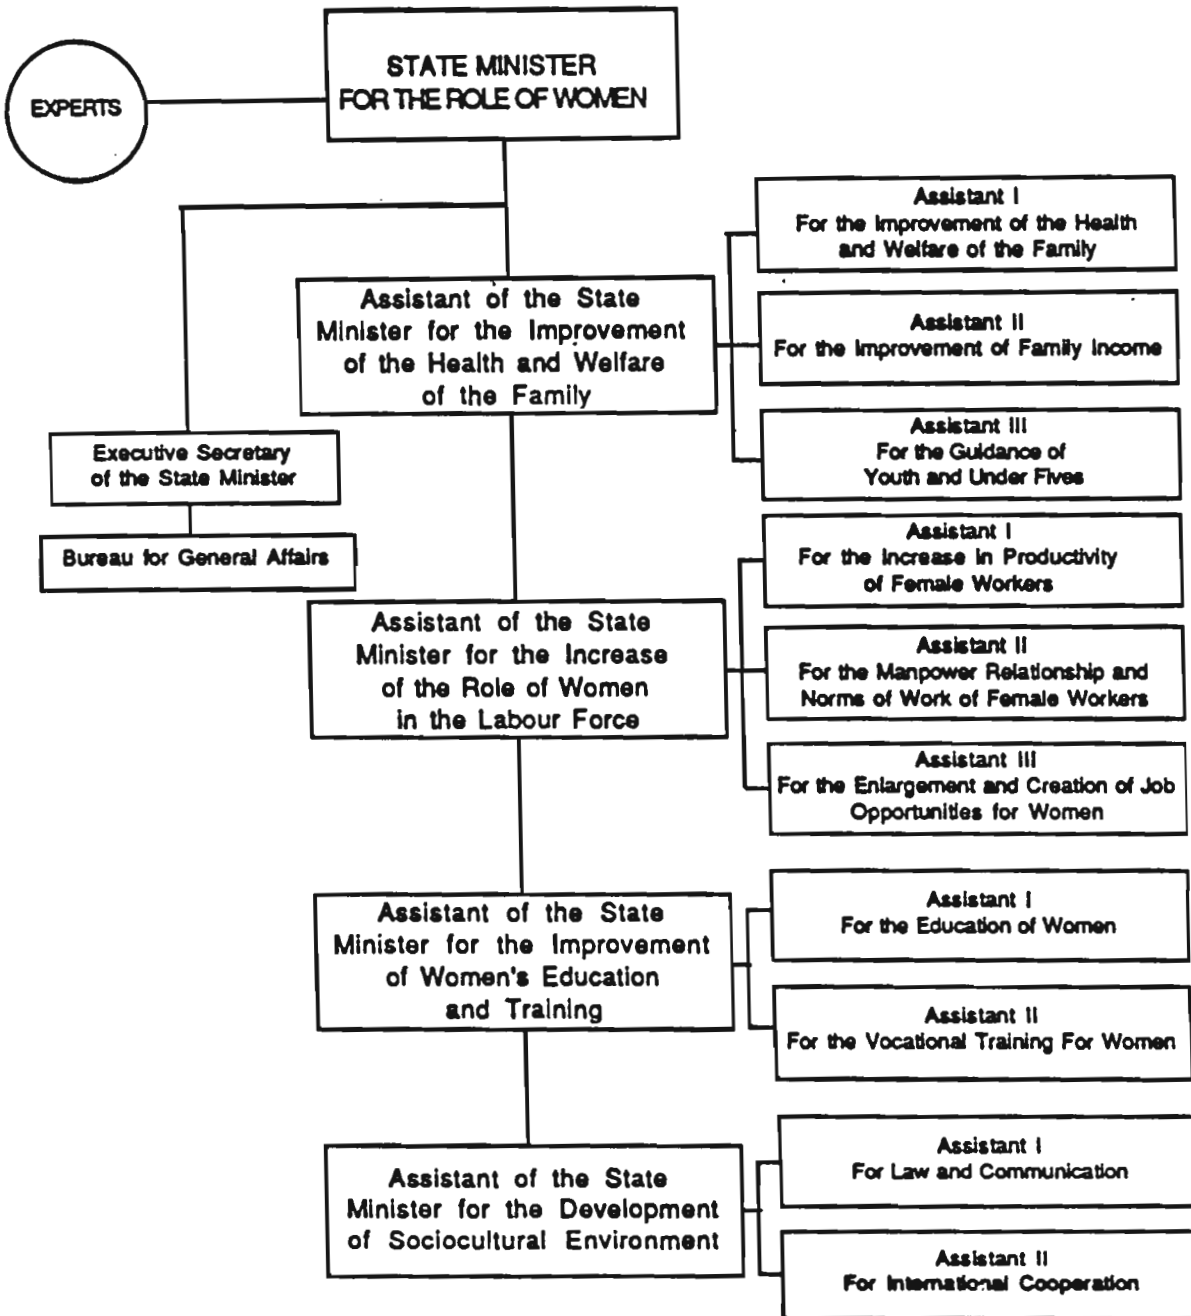 EXPERTS
STATE MINISTER
FOR THE ROLE OF WOMEN
Assistant of the State
Minister for the Improvement
of the Health and Welfare
of the Family
Assistant I
For the Improvement of the Health
and Welfare of the Family
Assistant II
For the Improvement of Family Income
Assistant III
For the Guidance of
Youth and Under Fives
Executive Secretary
of the State Minister
Bureau for General Affairs
Assistant of the State
Minister for the Increase
of the Role of Women
in the Labour Force
Assistant I
For the Increase in Productivity
of Female Workers
Assistant II
For the Manpower Relationship and
Norms of Work of Female Workers
Assistant III
For the Enlargement and Creation of Job
Opportunities for Women
Assistant of the State
Minister for the Improvement
of Women's Education
and Training
Assistant I
For the Education of Women
Assistant II
For the Vocational Training For Women
Assistant of the State
Minister for the Development
of Sociocultural Environment
Assistant I
For Law and Communication
Assistant II
For International Cooperation